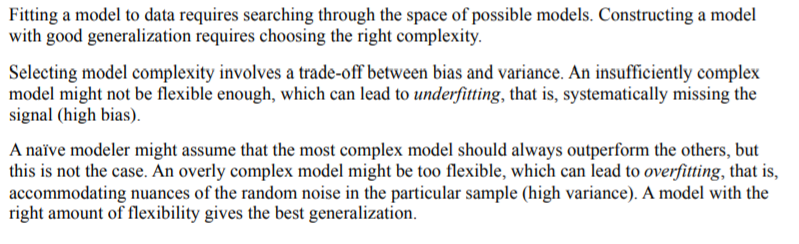 Fitting a model to data requires searching through the space of possible models. Constructing a model
with good generalization requires choosing the right complexity.
Selecting model complexity involves a trade-off between bias and variance. An insufficiently complex
model might not be flexible enough, which can lead to underfitting, that is, systematically missing the
signal (high bias).
A naïve modeler might assume that the most complex model should always outperform the others, but
this is not the case. An overly complex model might be too flexible, which can lead to overfitting, that is,
accommodating nuances of the random noise in the particular sample (high variance). A model with the
right amount of flexibility gives the best generalization.